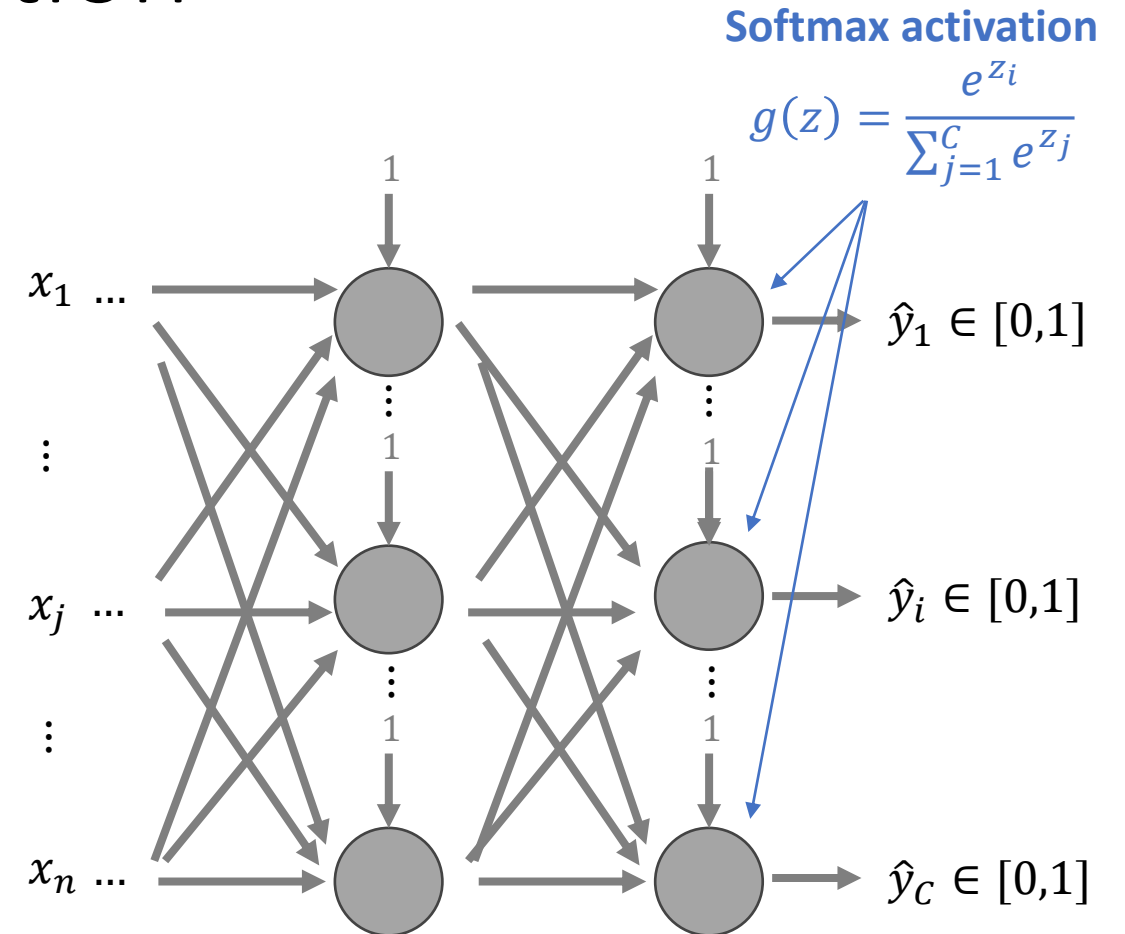 Softmax activation
g(z) = e^{z_i} / ∑_{j=1}^{C} e^{z_j}
1 1
x_1 ... ŷ_1 ∈ [0,1]
⋮ ⋮
⋮ 1 1
x_j ... ŷ_i ∈ [0,1]
⋮ ⋮
⋮ 1 1
x_n ... ŷ_C ∈ [0,1]